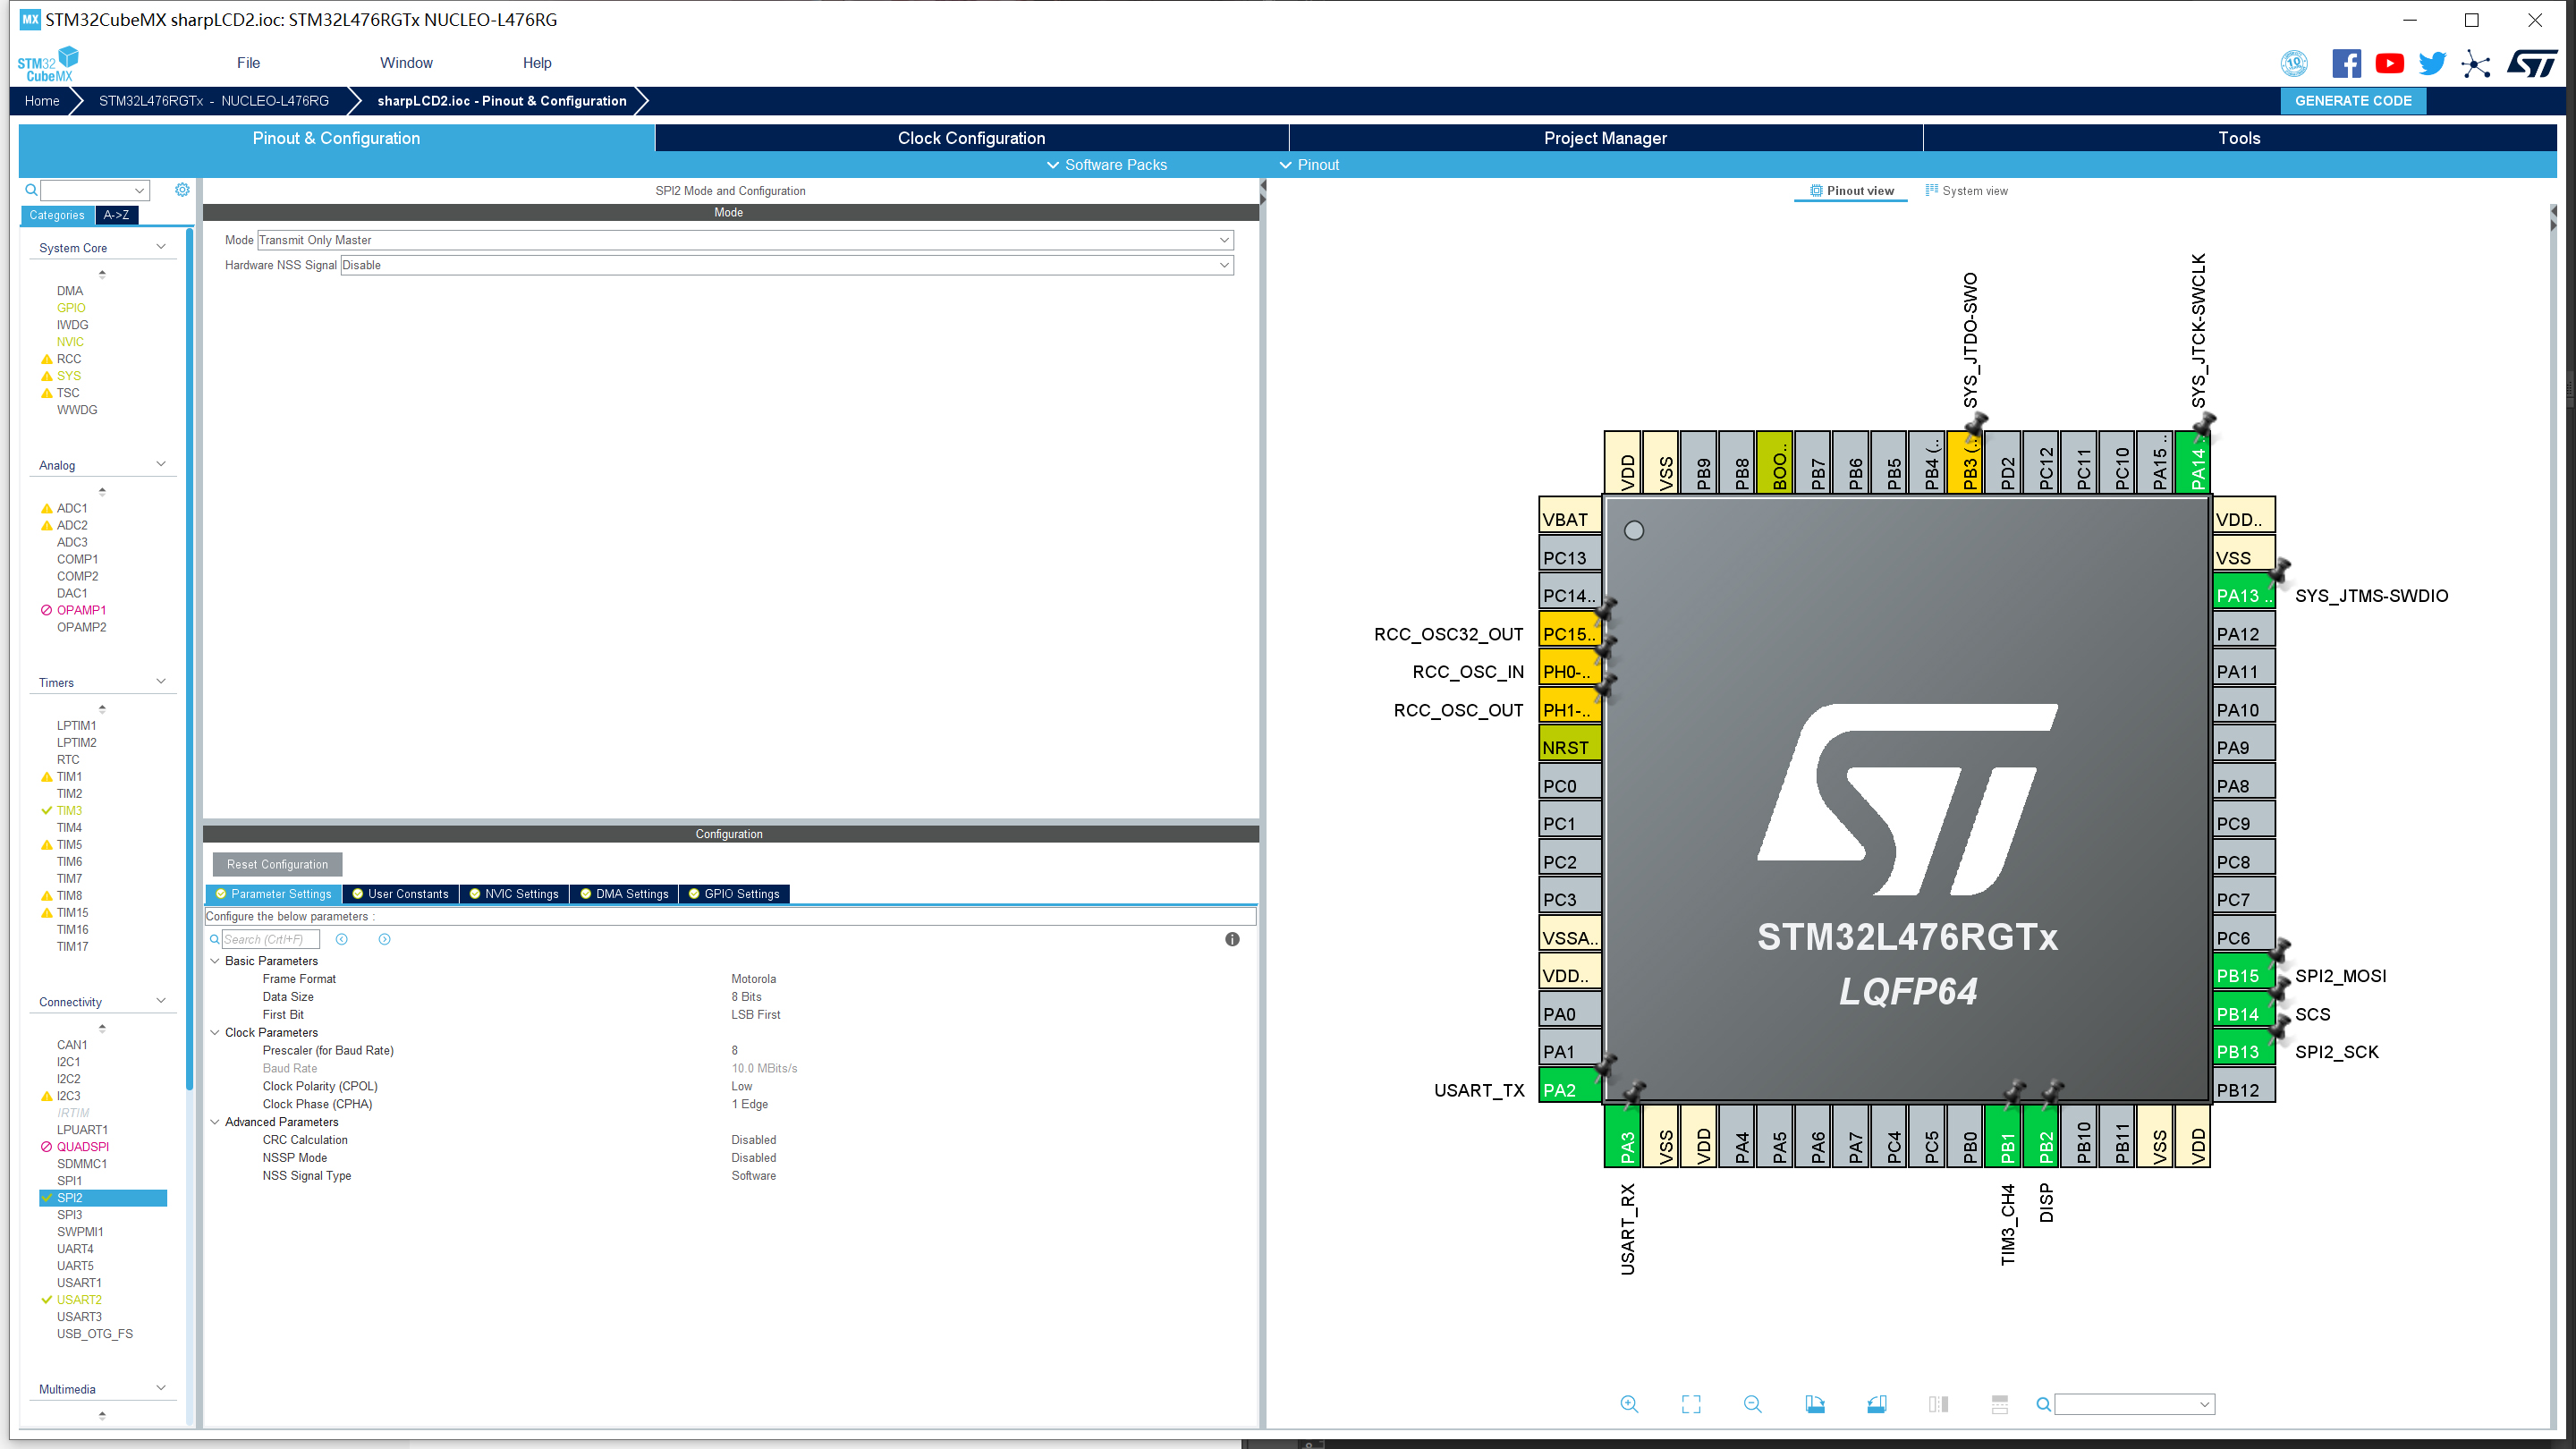 MX STM32CubeMX sharpLCD2.ioc: STM32L476RGTx NUCLEO-L476RG
STM32 CubeMX
File
Window
Help
10
Home
STM32L476RGTx - NUCLEO-L476RG
sharpLCD2.ioc - Pinout & Configuration
GENERATE CODE
Pinout & Configuration
Clock Configuration
Project Manager
Tools
Software Packs
Pinout
Categories
A->Z
System Core
DMA
GPIO
IWDG
NVIC
RCC
SYS
TSC
WWDG
Analog
ADC1
ADC2
ADC3
COMP1
COMP2
DAC1
OPAMP1
OPAMP2
Timers
LPTIM1
LPTIM2
RTC
TIM1
TIM2
TIM3
TIM4
TIM5
TIM6
TIM7
TIM8
TIM15
TIM16
TIM17
Connectivity
CAN1
I2C1
I2C2
I2C3
IRTIM
LPUART1
QUADSPI
SDMMC1
SPI1
SPI2
SPI3
SWPMI1
UART4
UART5
USART1
USART2
USART3
USB_OTG_FS
Multimedia
SPI2 Mode and Configuration
Mode
Mode Transmit Only Master
Hardware NSS Signal Disable
Configuration
Reset Configuration
Parameter Settings
User Constants
NVIC Settings
DMA Settings
GPIO Settings
Configure the below parameters :
Search (Crtl+F)
Basic Parameters
Frame Format Motorola
Data Size 8 Bits
First Bit LSB First
Clock Parameters
Prescaler (for Baud Rate) 8
Baud Rate 10.0 MBits/s
Clock Polarity (CPOL) Low
Clock Phase (CPHA) 1 Edge
Advanced Parameters
CRC Calculation Disabled
NSSP Mode Disabled
NSS Signal Type Software
Pinout view
System view
SYS_JTDO-SWO
SYS_JTCK-SWCLK
VDD
VSS
PB9
PB8
BOO..
PB7
PB6
PB5
PB4 (..
PB3 (..
PD2
PC12
PC11
PC10
PA15 ..
PA14 ..
VBAT
PC13
PC14..
RCC_OSC32_OUT PC15..
RCC_OSC_IN PH0-..
RCC_OSC_OUT PH1-..
NRST
PC0
PC1
PC2
PC3
VSSA..
VDD..
PA0
PA1
USART_TX PA2
ST
STM32L476RGTx
LQFP64
VDD..
VSS
PA13 .. SYS_JTMS-SWDIO
PA12
PA11
PA10
PA9
PA8
PC9
PC8
PC7
PC6
PB15 SPI2_MOSI
PB14 SCS
PB13 SPI2_SCK
PB12
PA3
VSS
VDD
PA4
PA5
PA6
PA7
PC4
PC5
PB0
PB1
PB2
PB10
PB11
VSS
VDD
USART_RX
TIM3_CH4
DISP